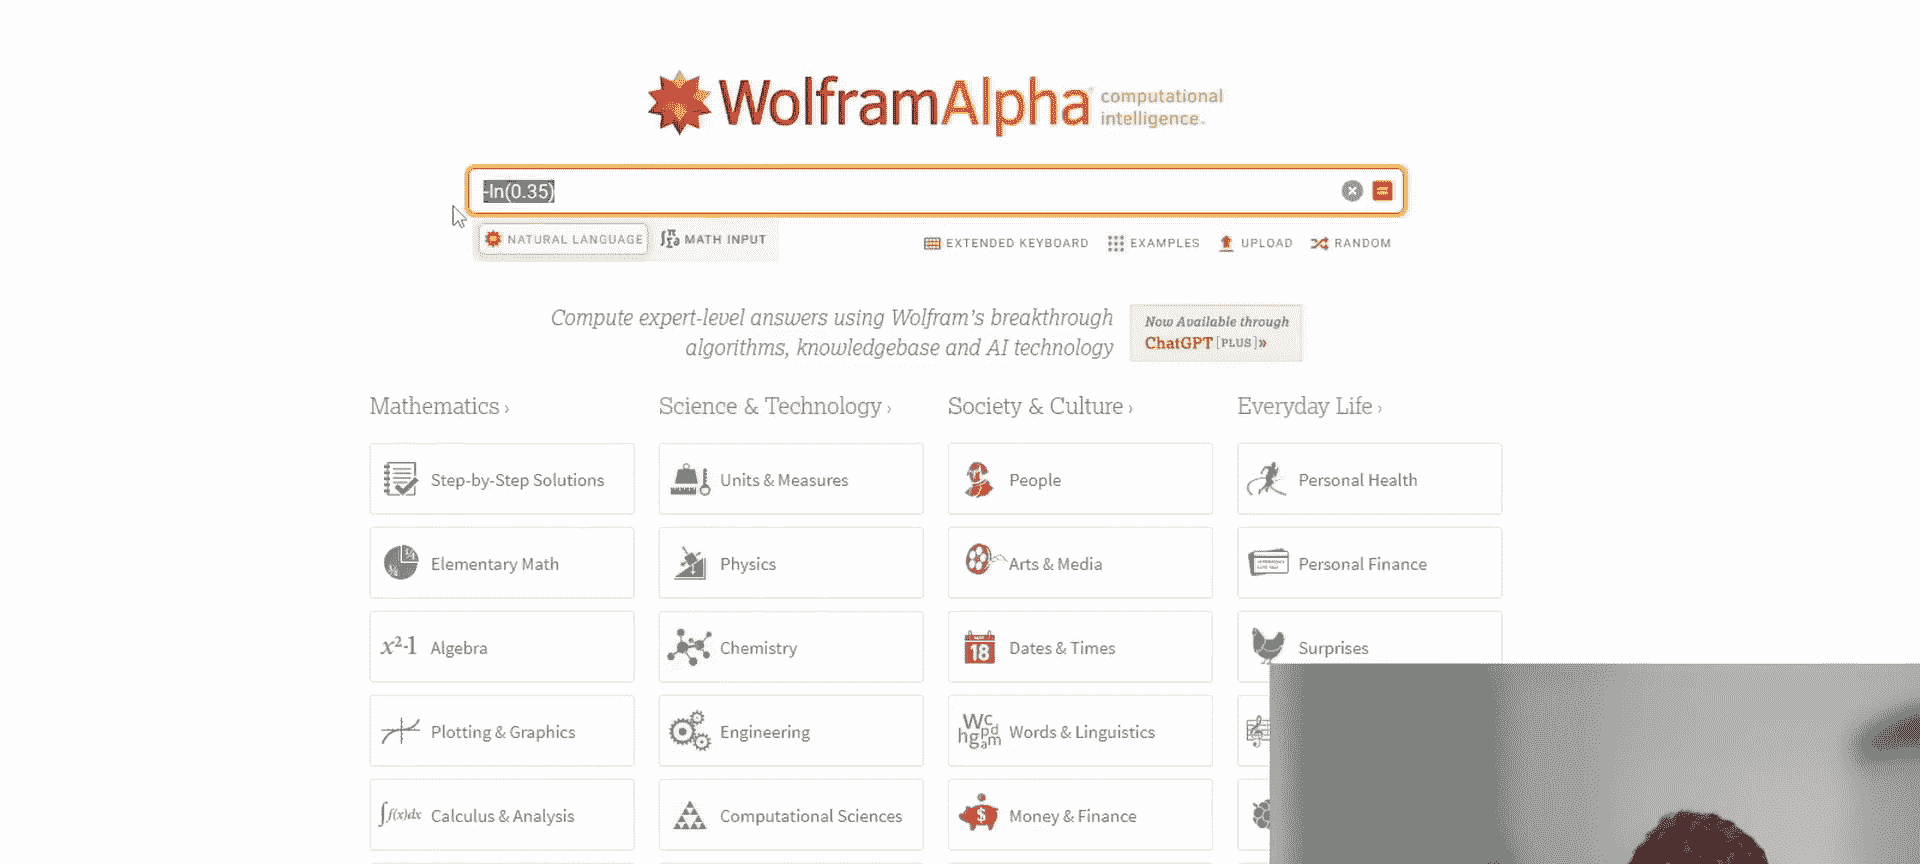 WolframAlpha computational intelligence.
-ln(0.35)
NATURAL LANGUAGE MATH INPUT EXTENDED KEYBOARD EXAMPLES UPLOAD RANDOM
Compute expert-level answers using Wolfram's breakthrough
algorithms, knowledgebase and AI technology
Now Available through
ChatGPT [PLUS]»
Mathematics › Science & Technology › Society & Culture › Everyday Life ›
Step-by-Step Solutions Units & Measures People Personal Health
Elementary Math Physics Arts & Media Personal Finance
x²-1 Algebra Chemistry 18 Dates & Times Surprises
Plotting & Graphics Engineering Words & Linguistics
∫f(x)dx Calculus & Analysis Computational Sciences $ Money & Finance